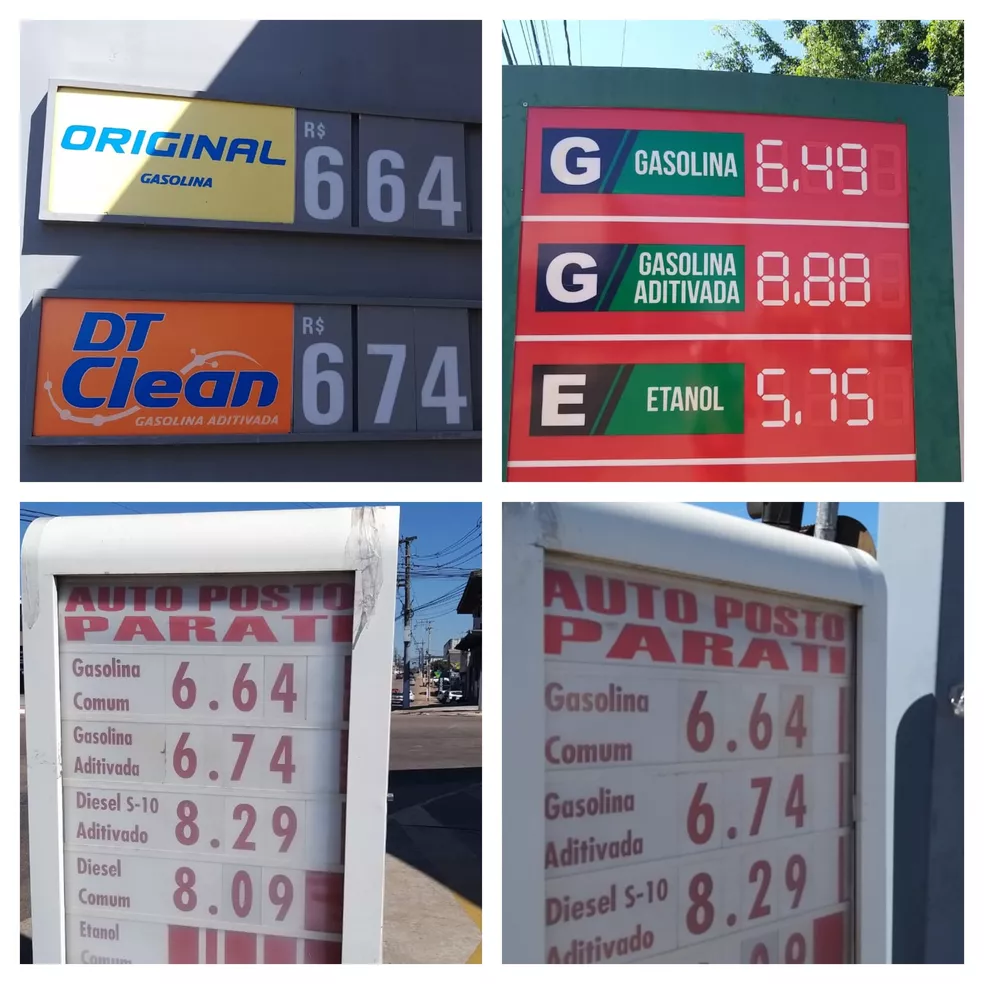 ORIGINAL
GASOLINA
R$
6 64
DT
Clean
GASOLINA ADITIVADA
R$
6 74
G GASOLINA 6.49
G GASOLINA
ADITIVADA 8.88
E ETANOL 5.75
AUTO POSTO
PARATI
Gasolina
Comum 6.64
Gasolina
Aditivada 6.74
Diesel S-10
Aditivado 8.29
Diesel
Comum 8.09
Etanol
Comum
AUTO POSTO
PARATI
Gasolina
Comum 6.64
Gasolina
Aditivada 6.74
Diesel S-10
Aditivado 8.29